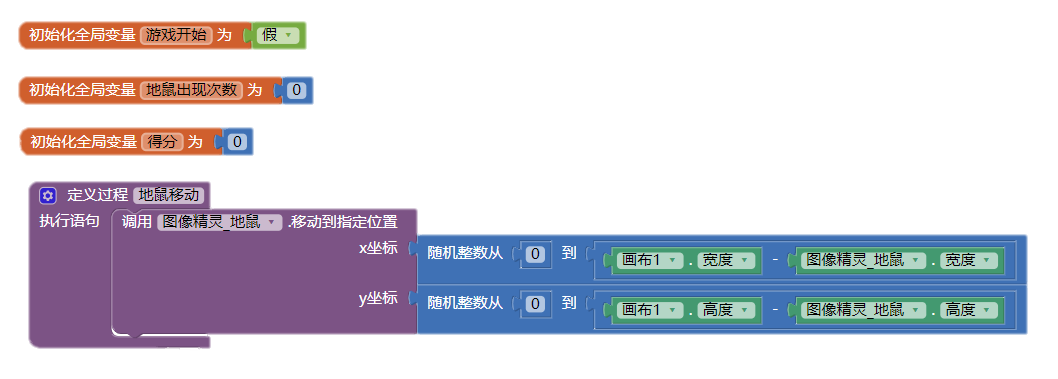 初始化全局变量 游戏开始 为 假
初始化全局变量 地鼠出现次数 为 0
初始化全局变量 得分 为 0
定义过程 地鼠移动
执行语句 调用 图像精灵_地鼠 .移动到指定位置
x坐标 随机整数从 0 到 画布1 . 宽度 - 图像精灵_地鼠 . 宽度
y坐标 随机整数从 0 到 画布1 . 高度 - 图像精灵_地鼠 . 高度